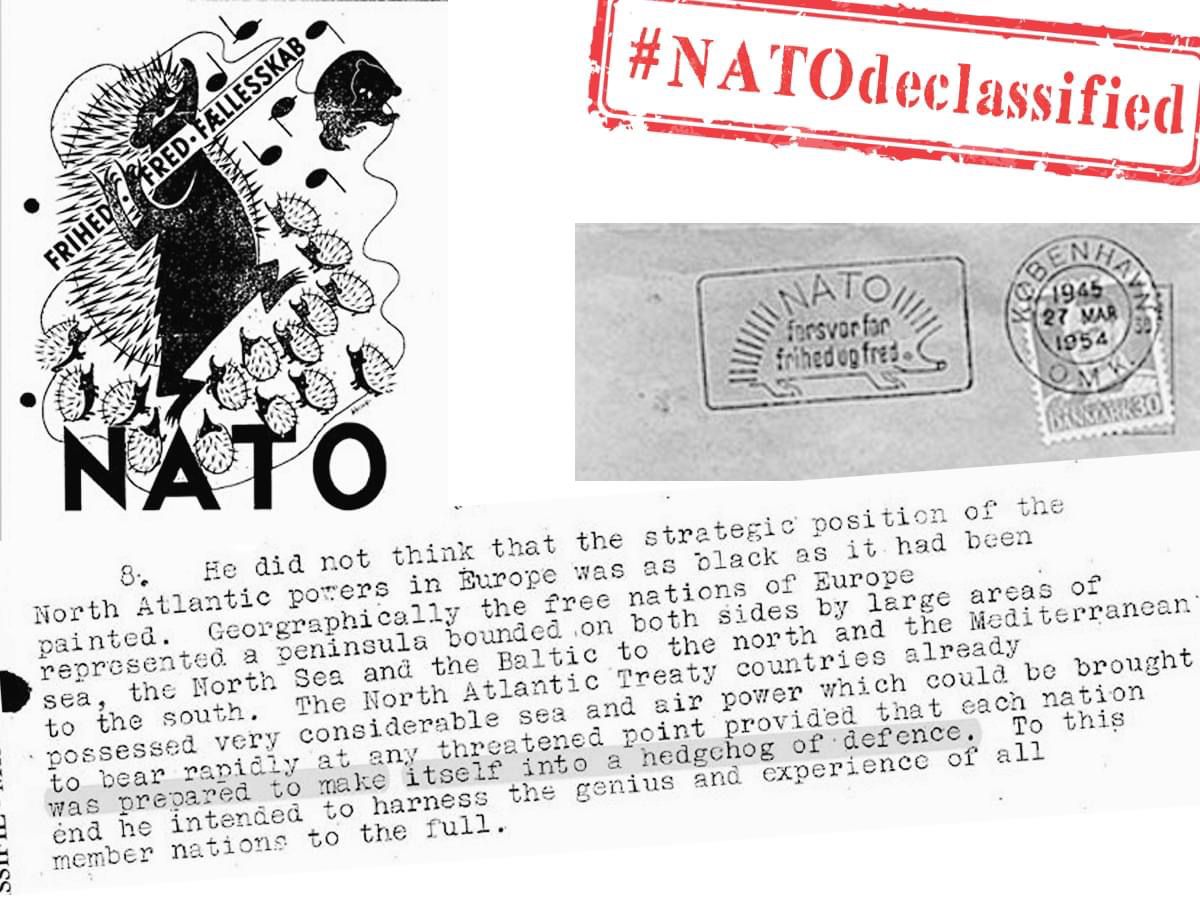 FRIHED · FRED · FÆLLESSKAB
NATO
#NATOdeclassified
NATO
forsvar for
frihed og fred.
KØBENHAVN
1945
27 MAR
1954
OMK.
DANMARK 30
8. He did not think that the strategic position of the
North Atlantic powers in Europe was as black as it had been
painted. Georgraphically the free nations of Europe
represented a peninsula bounded on both sides by large areas of
sea, the North Sea and the Baltic to the north and the Mediterranean
to the south. The North Atlantic Treaty countries already
possessed very considerable sea and air power which could be brought
to bear rapidly at any threatened point provided that each nation
was prepared to make itself into a hedgehog of defence. To this
end he intended to harness the genius and experience of all
member nations to the full.